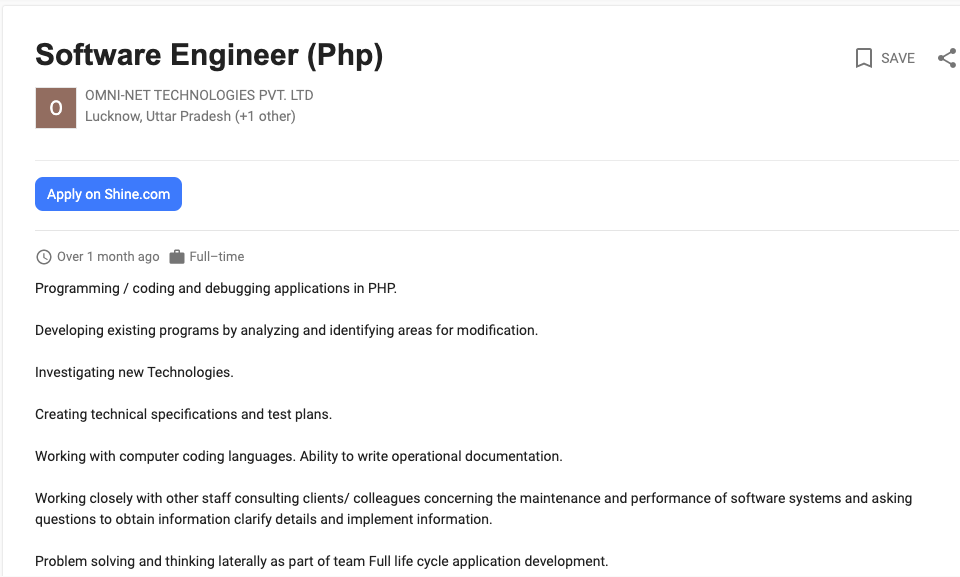 Software Engineer (Php)
SAVE
O
OMNI-NET TECHNOLOGIES PVT. LTD
Lucknow, Uttar Pradesh (+1 other)
Apply on Shine.com
Over 1 month ago Full–time
Programming / coding and debugging applications in PHP.
Developing existing programs by analyzing and identifying areas for modification.
Investigating new Technologies.
Creating technical specifications and test plans.
Working with computer coding languages. Ability to write operational documentation.
Working closely with other staff consulting clients/ colleagues concerning the maintenance and performance of software systems and asking
questions to obtain information clarify details and implement information.
Problem solving and thinking laterally as part of team Full life cycle application development.